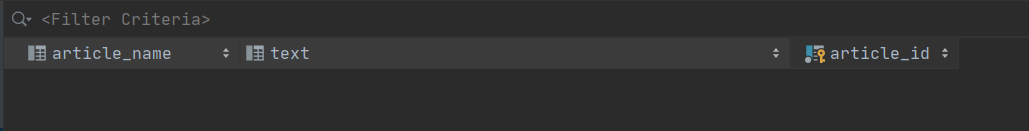 <Filter Criteria>
article_name text article_id